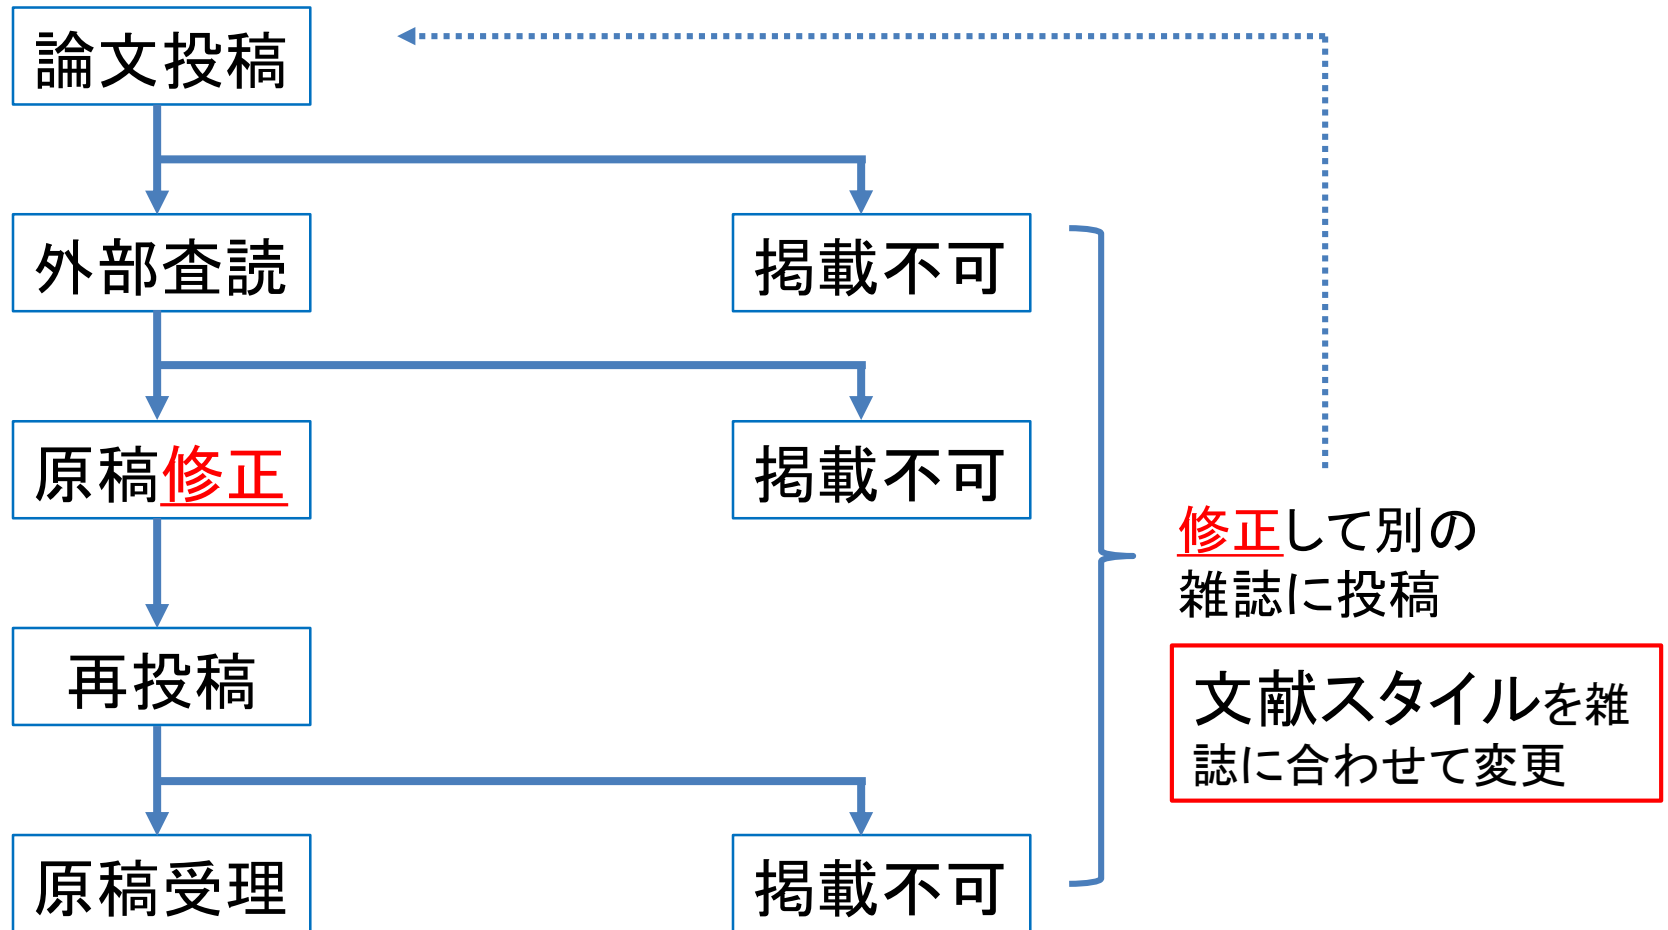 論文投稿
外部査読
掲載不可
原稿修正
掲載不可
修正して別の
雑誌に投稿
再投稿
文献スタイルを雑
誌に合わせて変更
原稿受理
掲載不可